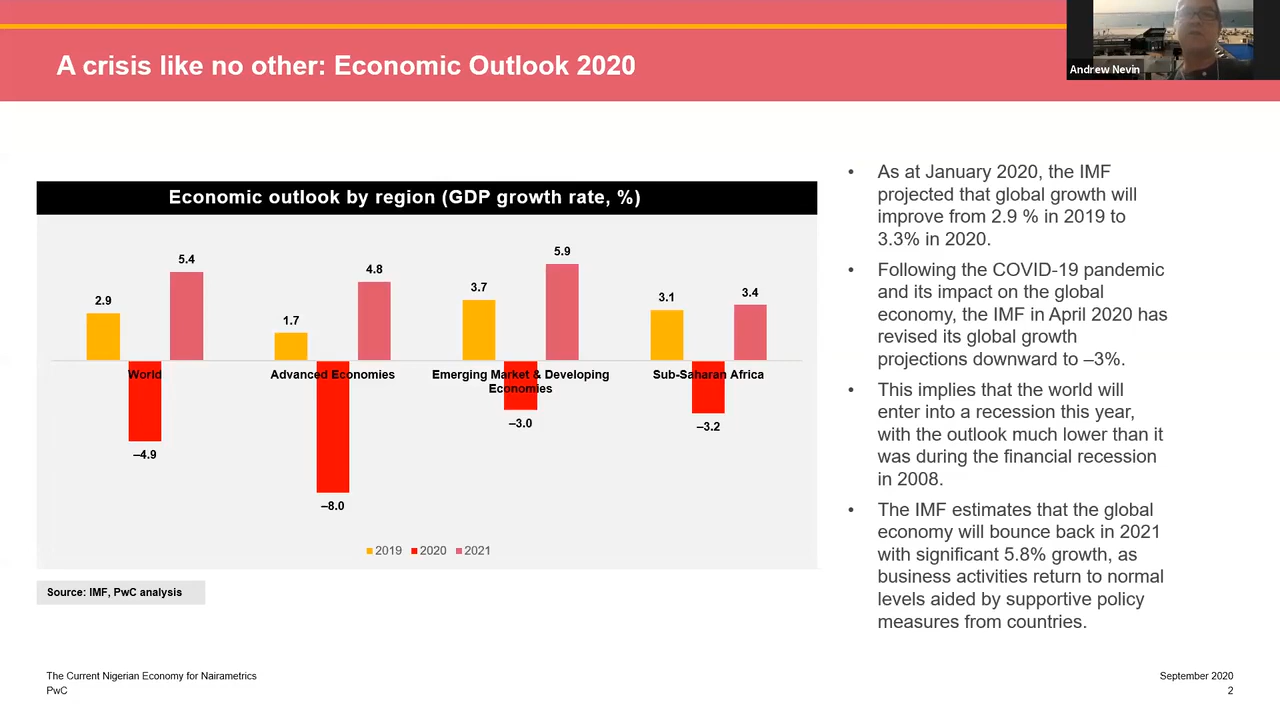 A crisis like no other: Economic Outlook 2020
Andrew Nevin
Economic outlook by region (GDP growth rate, %)
2.9
5.4
1.7
4.8
3.7
5.9
3.1
3.4
World
Advanced Economies
Emerging Market & Developing
Economies
Sub-Saharan Africa
–4.9
–8.0
–3.0
–3.2
2019 2020 2021
Source: IMF, PwC analysis
• As at January 2020, the IMF
projected that global growth will
improve from 2.9 % in 2019 to
3.3% in 2020.
• Following the COVID-19 pandemic
and its impact on the global
economy, the IMF in April 2020 has
revised its global growth
projections downward to –3%.
• This implies that the world will
enter into a recession this year,
with the outlook much lower than it
was during the financial recession
in 2008.
• The IMF estimates that the global
economy will bounce back in 2021
with significant 5.8% growth, as
business activities return to normal
levels aided by supportive policy
measures from countries.
The Current Nigerian Economy for Nairametrics
PwC
September 2020
2